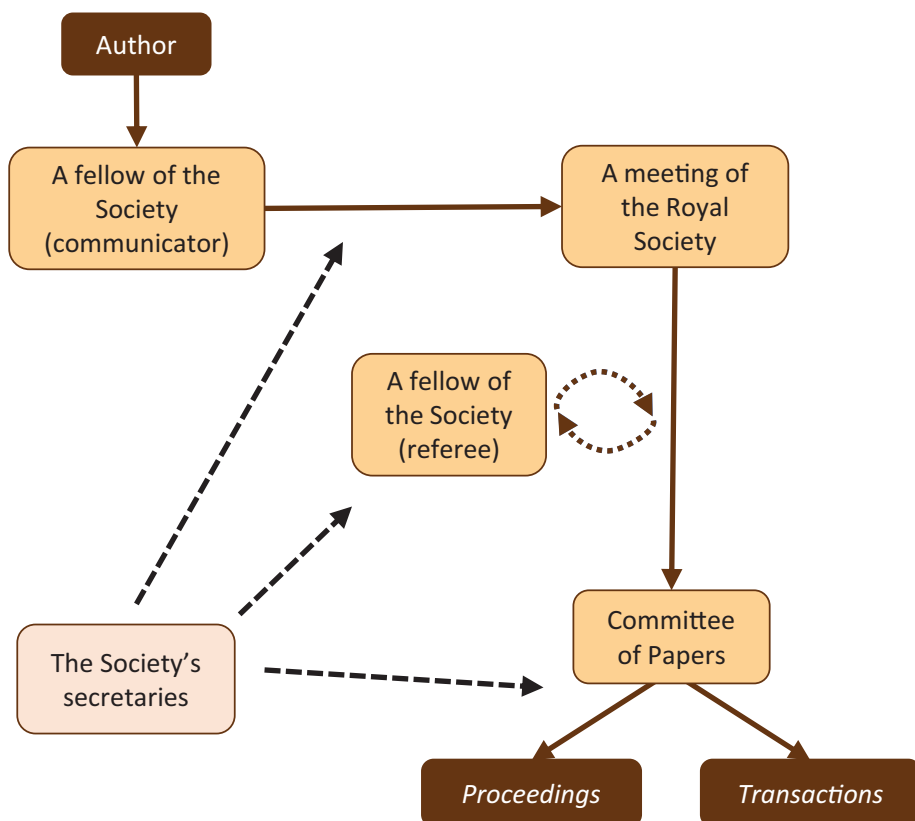 Author
A fellow of the
Society
(communicator)
A meeting of
the Royal
Society
A fellow of
the Society
(referee)
Committee
of Papers
The Society’s
secretaries
Proceedings
Transactions